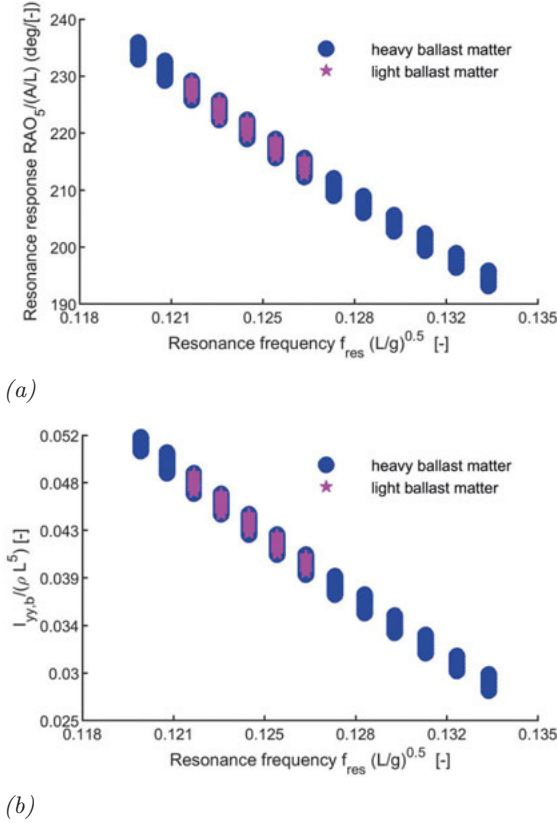 240
230
220
210
200
190
Resonance response RAO5/(A/L) (deg/[-])
heavy ballast matter
light ballast matter
0.118 0.121 0.125 0.128 0.132 0.135
Resonance frequency fres (L/g)0.5 [-]
(a)
0.052
0.048
0.043
0.039
0.034
0.03
0.025
Iyy,b/(ρ L5) [-]
heavy ballast matter
light ballast matter
0.118 0.121 0.125 0.128 0.132 0.135
Resonance frequency fres (L/g)0.5 [-]
(b)